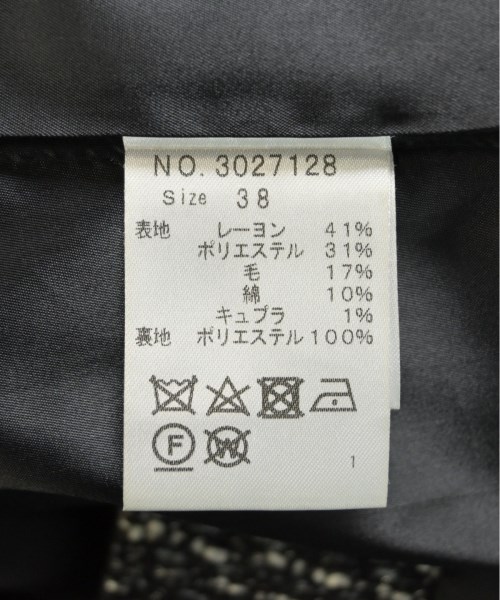 NO. 3027128
Size 38
表地 レーヨン 41%
ポリエステル 31%
毛 17%
綿 10%
キュプラ 1%
裏地 ポリエステル 100%
F W
1